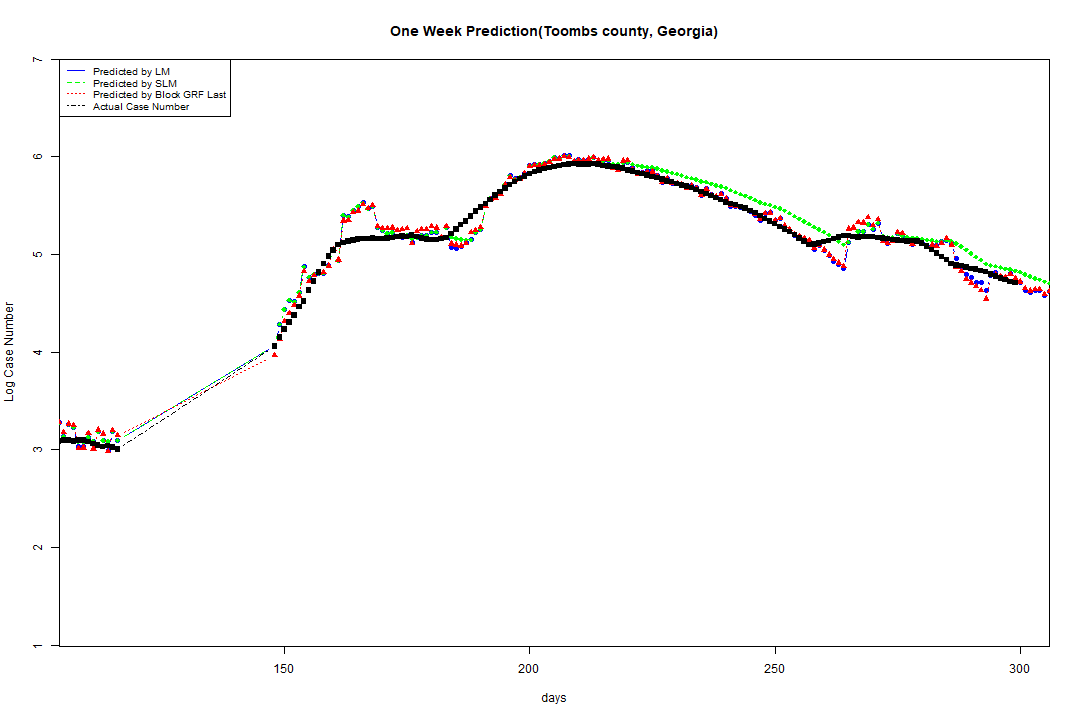 One Week Prediction(Toombs county, Georgia)
Predicted by LM
Predicted by SLM
Predicted by Block GRF Last
Actual Case Number
7
6
5
4
3
2
1
Log Case Number
150 200 250 300
days